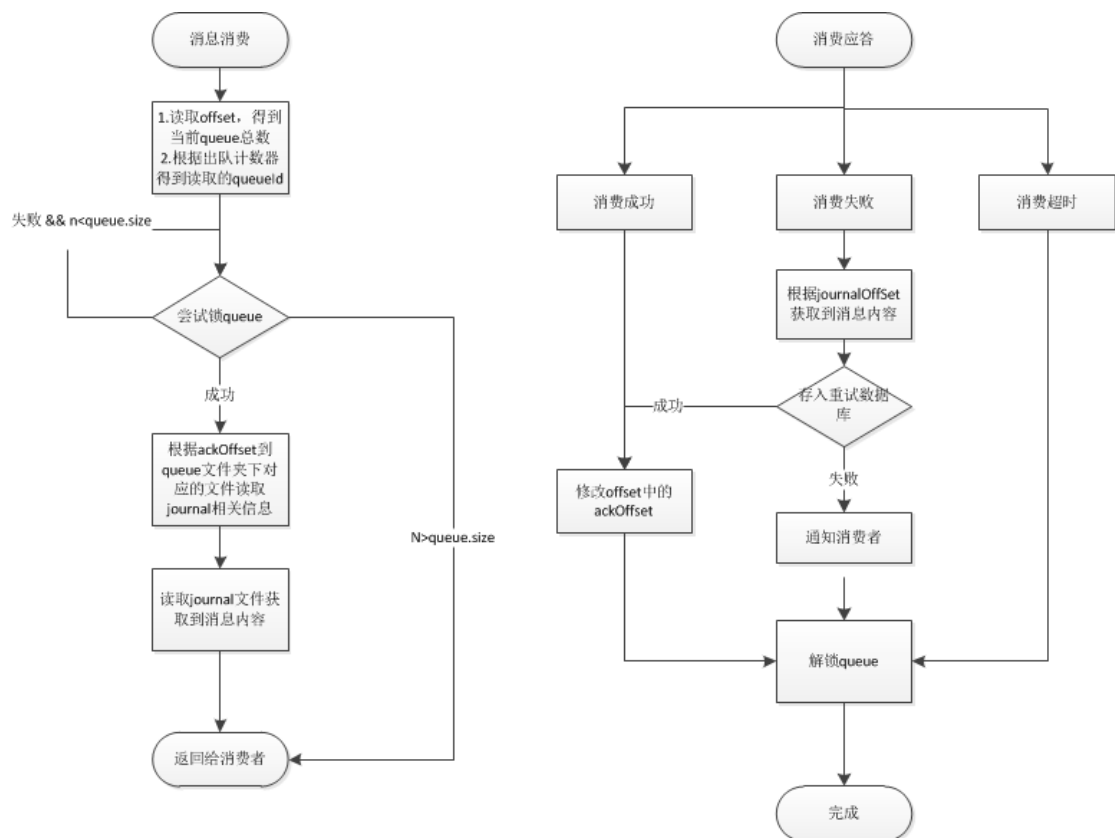 消息消费
1.读取offset，得到
当前queue总数
2.根据出队计数器
得到读取的queueId
失败 && n<queue.size
尝试锁queue
成功
根据ackOffset到
queue文件夹下对
应的文件读取
journal相关信息
N>queue.size
读取journal文件获
取到消息内容
返回给消费者
消费应答
消费成功
消费失败
消费超时
根据journalOffSet
获取到消息内容
存入重试数据
库
成功
失败
修改offset中的
ackOffset
通知消费者
解锁queue
完成